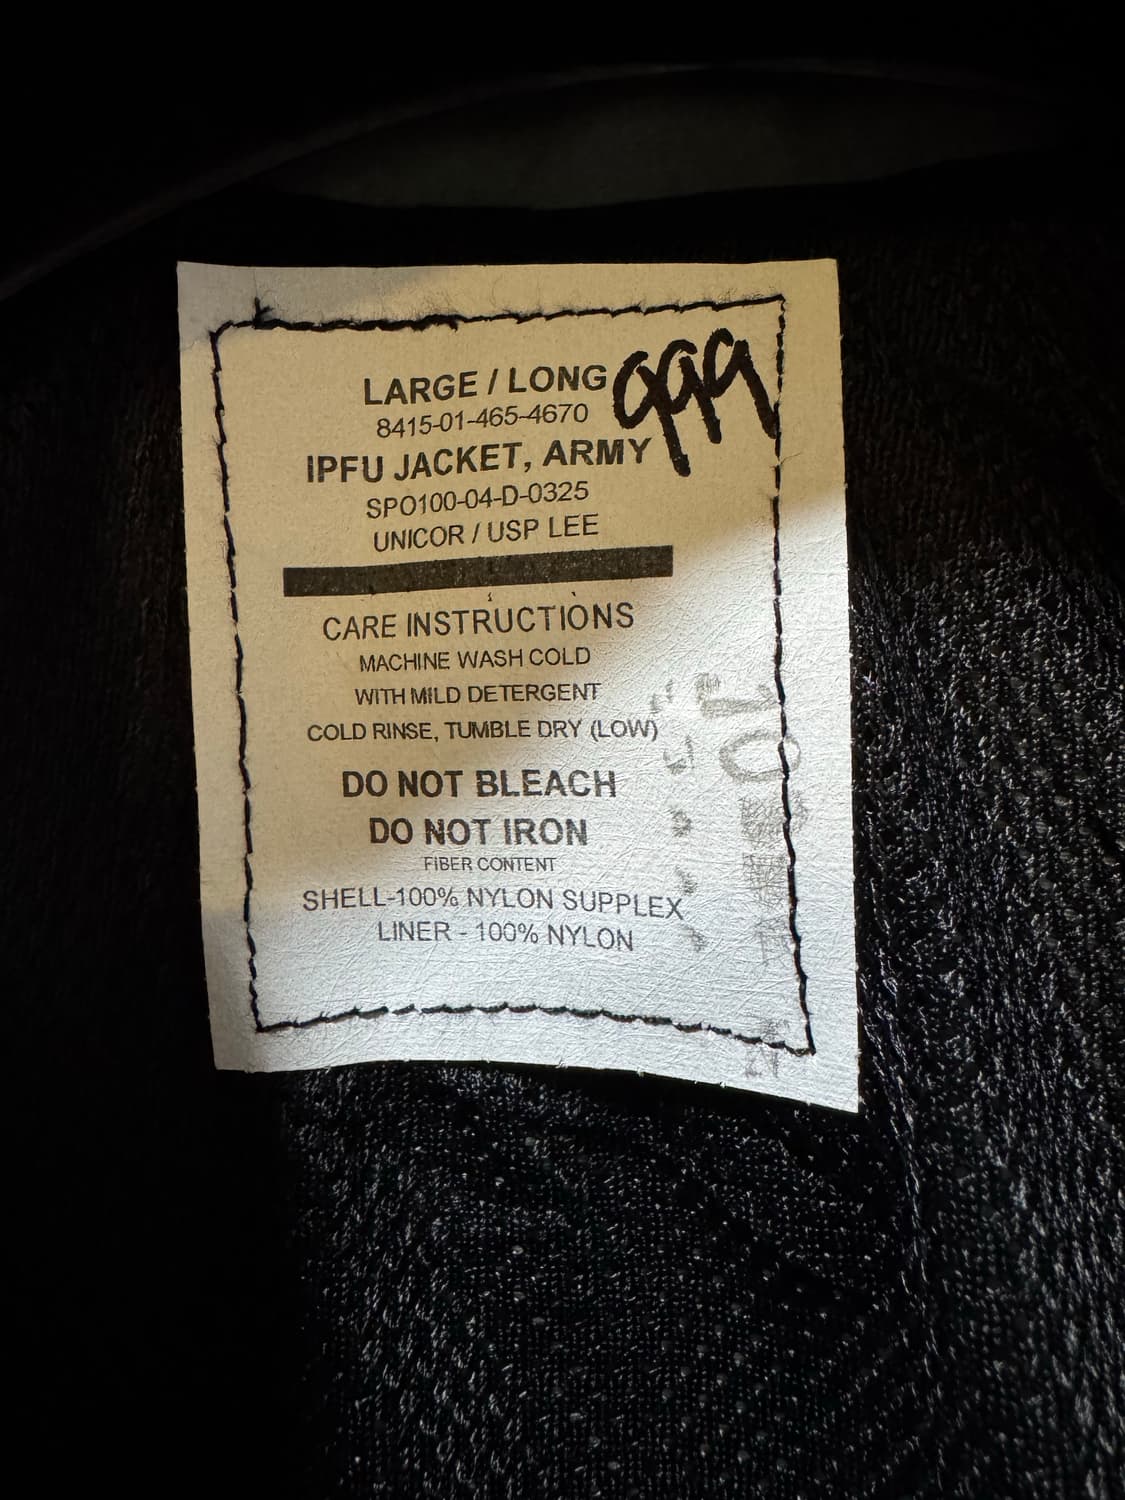 LARGE / LONG
999
8415-01-465-4670
IPFU JACKET, ARMY
SPO100-04-D-0325
UNICOR / USP LEE
CARE INSTRUCTIONS
MACHINE WASH COLD
WITH MILD DETERGENT
COLD RINSE, TUMBLE DRY (LOW)
DO NOT BLEACH
DO NOT IRON
FIBER CONTENT
SHELL-100% NYLON SUPPLEX
LINER - 100% NYLON